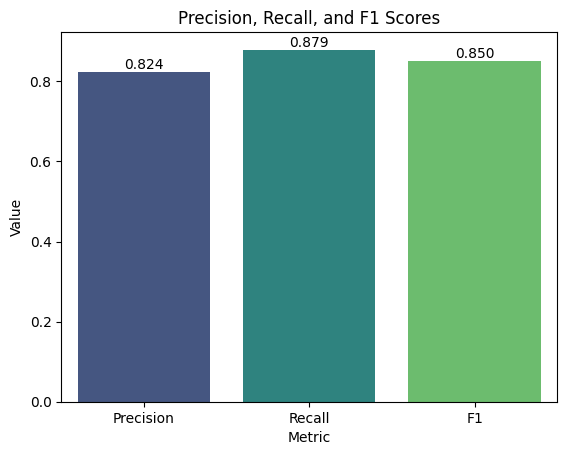 Precision, Recall, and F1 Scores
0.879
0.824
0.850
0.8
0.6
0.4
0.2
0.0
Value
Precision
Recall
F1
Metric